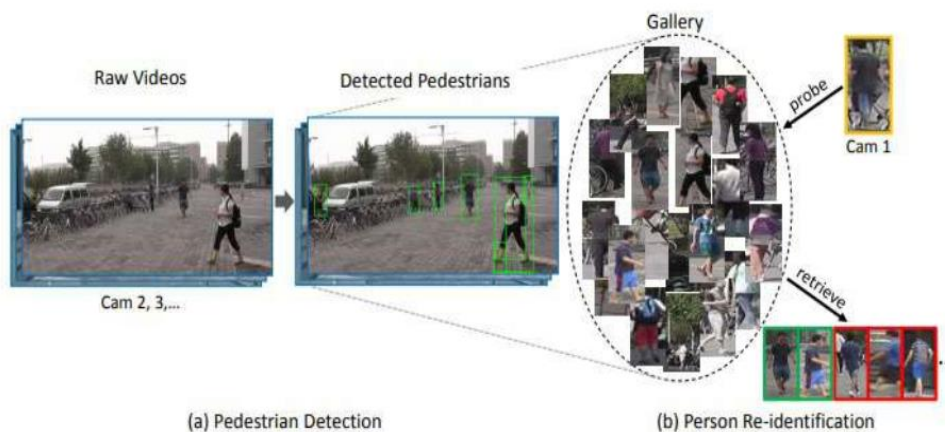 Gallery
Raw Videos
Detected Pedestrians
probe
Cam 1
Cam 2, 3,...
retrieve
(a) Pedestrian Detection
(b) Person Re-identification